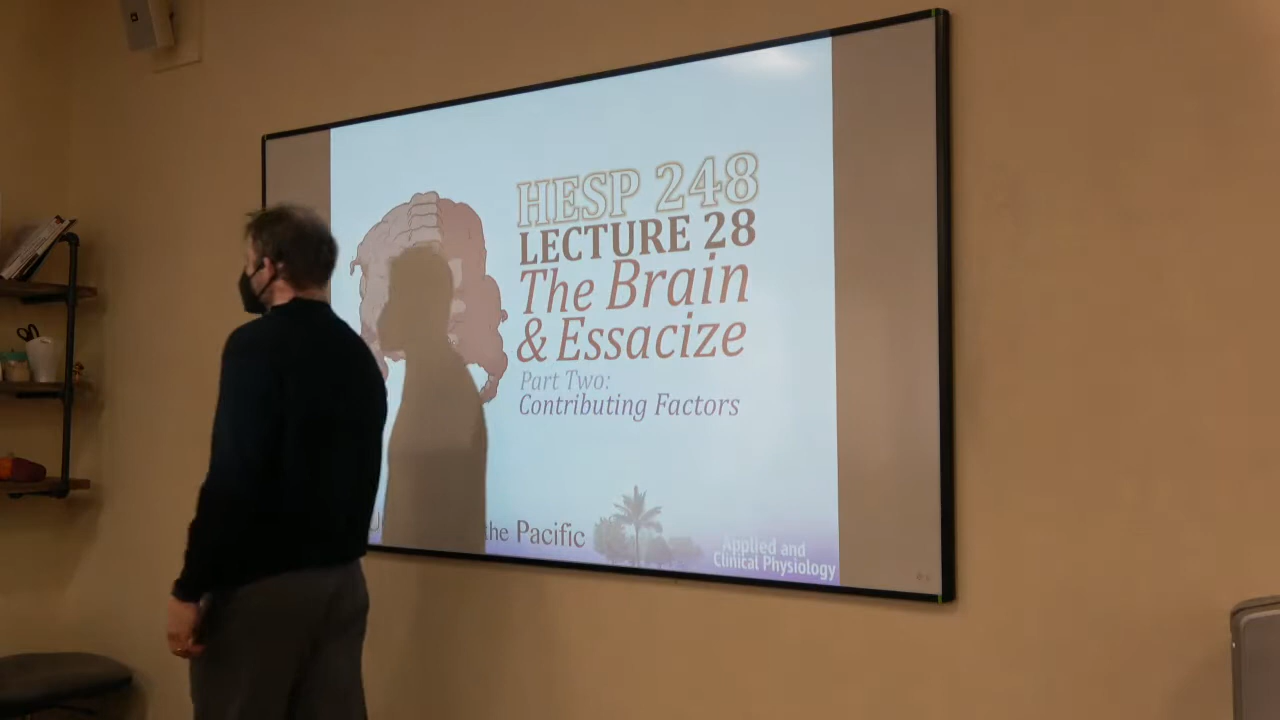 HESP 248
LECTURE 28
The Brain
& Essacize
Part Two:
Contributing Factors
the Pacific
Applied and
Clinical Physiology